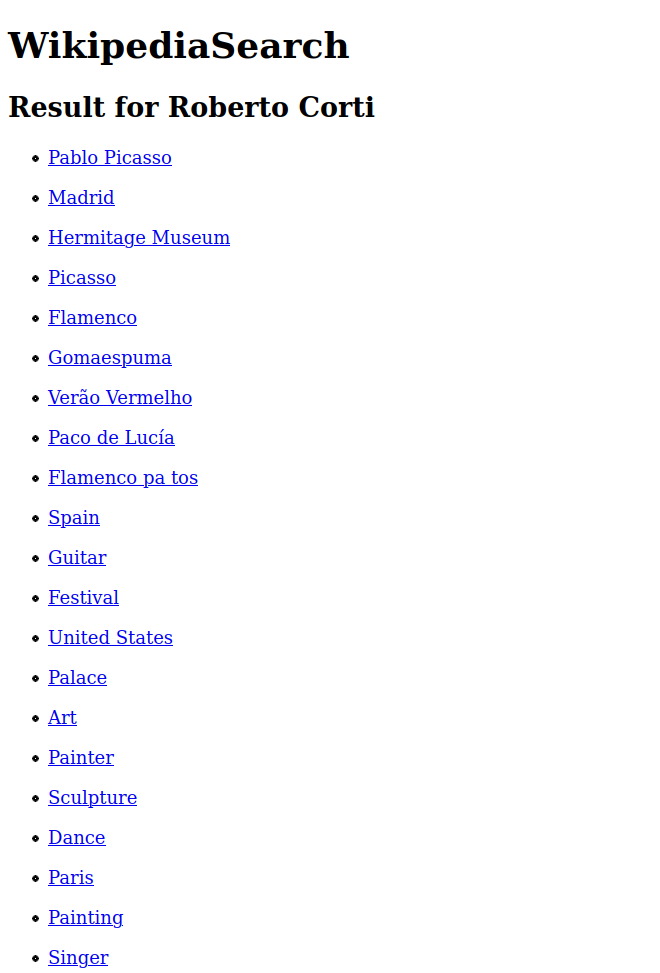 WikipediaSearch
Result for Roberto Corti
Pablo Picasso
Madrid
Hermitage Museum
Picasso
Flamenco
Gomaespuma
Verão Vermelho
Paco de Lucía
Flamenco pa tos
Spain
Guitar
Festival
United States
Palace
Art
Painter
Sculpture
Dance
Paris
Painting
Singer